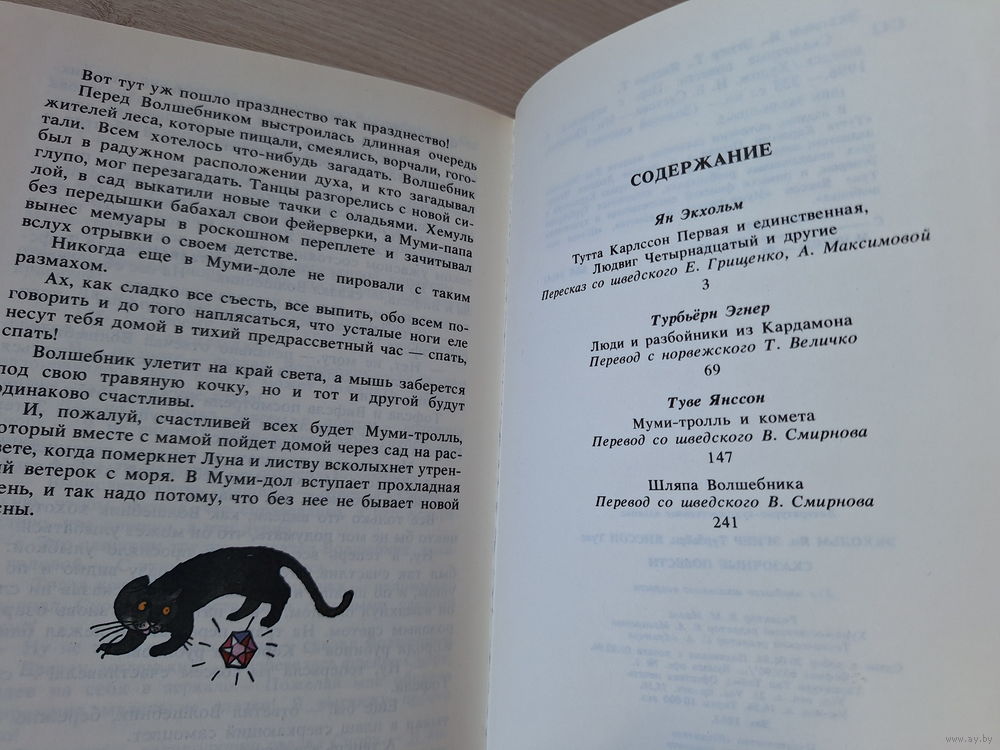 Вот тут уж пошло празднество так празднество!
Перед Волшебником выстроилась длинная очередь
жителей леса, которые пищали, смеялись, ворчали, гого-
тали. Всем хотелось что-нибудь загадать. Волшебник
был в радужном расположении духа, и кто загадывал
глупо, мог перезагадать. Танцы разгорелись с новой си-
лой, в сад выкатили новые тачки с оладьями. Хемуль
без передышки бабахал свои фейерверки, а Муми-папа
вынес мемуары в роскошном переплете и зачитывал
вслух отрывки о своем детстве.
Никогда еще в Муми-доле не пировали с таким
размахом.
Ах, как сладко все съесть, все выпить, обо всем по-
говорить и до того наплясаться, что усталые ноги еле
несут тебя домой в тихий предрассветный час — спать,
спать!
Волшебник улетит на край света, а мышь заберется
под свою травяную кочку, но и тот и другой будут
одинаково счастливы.
И, пожалуй, счастливей всех будет Муми-тролль,
который вместе с мамой пойдет домой через сад на рас-
вете, когда померкнет Луна и листву всколыхнет утрен-
ий ветерок с моря. В Муми-дол вступает прохладная
ень, и так надо потому, что без нее не бывает новой
сны.
СОДЕРЖАНИЕ
Ян Экхольм
Тутта Карлссон Первая и единственная,
Людвиг Четырнадцатый и другие
Пересказ со шведского Е. Грищенко, А. Максимовой
3
Турбьёрн Эгнер
Люди и разбойники из Кардамона
Перевод с норвежского Т. Величко
69
Туве Янссон
Муми-тролль и комета
Перевод со шведского В. Смирнова
147
Шляпа Волшебника
Перевод со шведского В. Смирнова
241
www.ay.by